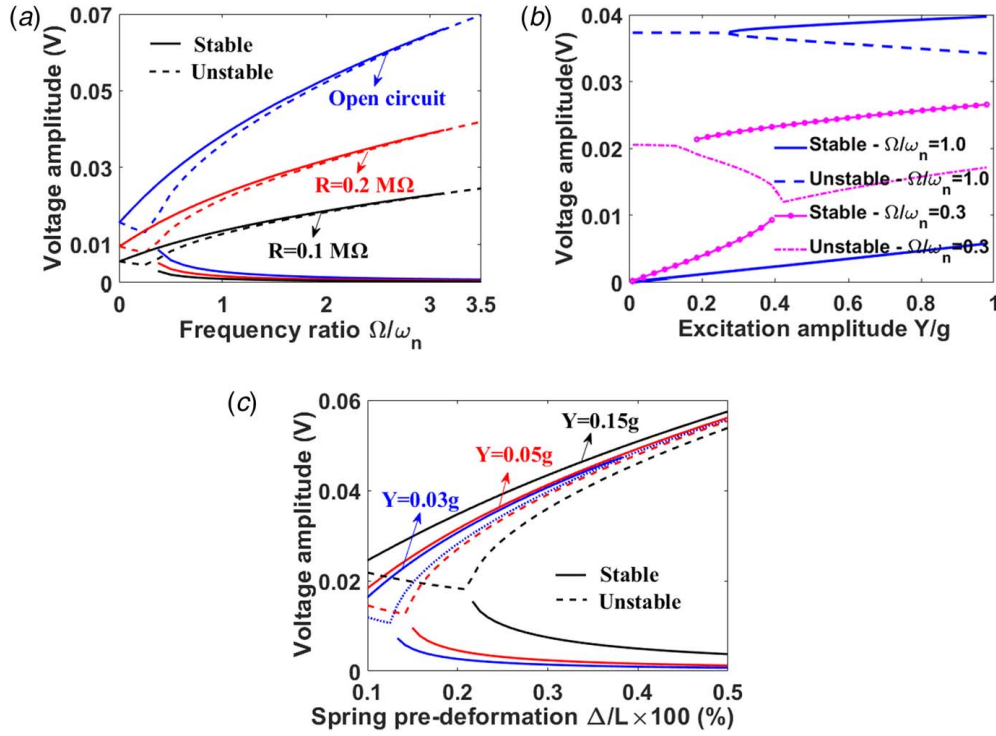 (a)
Voltage amplitude (V)
0.07
0.05
0.03
0.01
0
Stable
Unstable
Open circuit
R=0.2 MΩ
R=0.1 MΩ
0 1 2 3 3.5
Frequency ratio Ω/ωn
(b)
Voltage amplitude(V)
0.04
0.03
0.02
0.01
0
Stable - Ω/ωn=1.0
Unstable - Ω/ωn=1.0
Stable - Ω/ωn=0.3
Unstable - Ω/ωn=0.3
0 0.2 0.4 0.6 0.8 1
Excitation amplitude Y/g
(c)
Voltage amplitude (V)
0.06
0.04
0.02
0
Y=0.15g
Y=0.05g
Y=0.03g
Stable
Unstable
0.1 0.2 0.3 0.4 0.5
Spring pre-deformation Δ/L×100 (%)